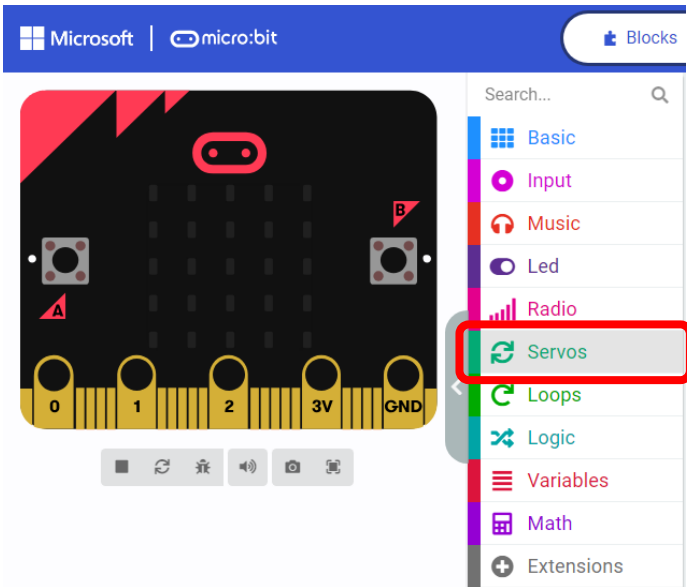 Microsoft | micro:bit
Blocks
Search...
Basic
Input
Music
Led
Radio
Servos
Loops
Logic
Variables
Math
Extensions
B
A
0 1 2 3V GND